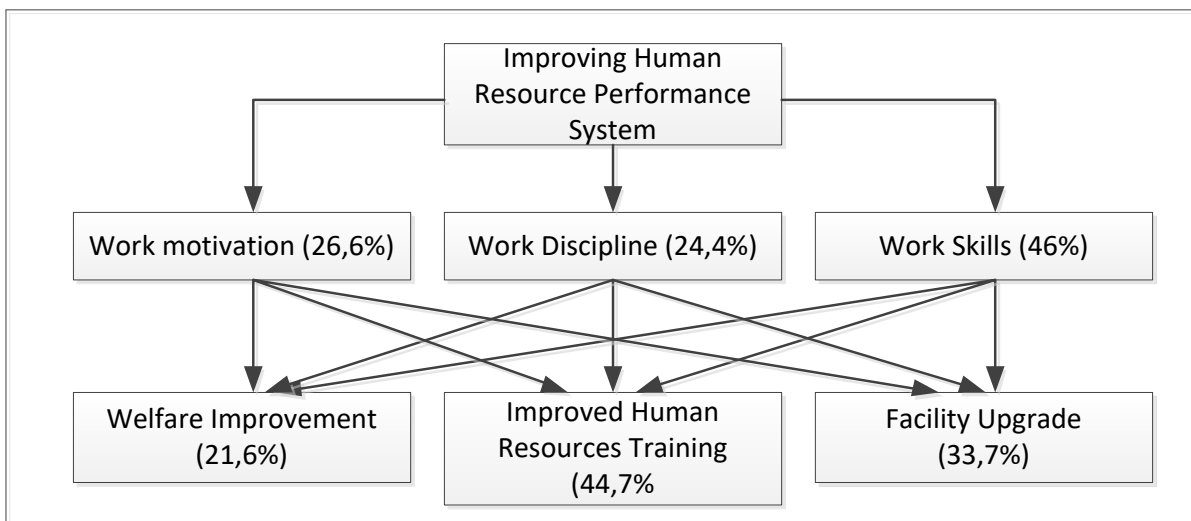 Improving Human
Resource Performance
System
Work motivation (26,6%)
Work Discipline (24,4%)
Work Skills (46%)
Welfare Improvement
(21,6%)
Improved Human
Resources Training
(44,7%
Facility Upgrade
(33,7%)